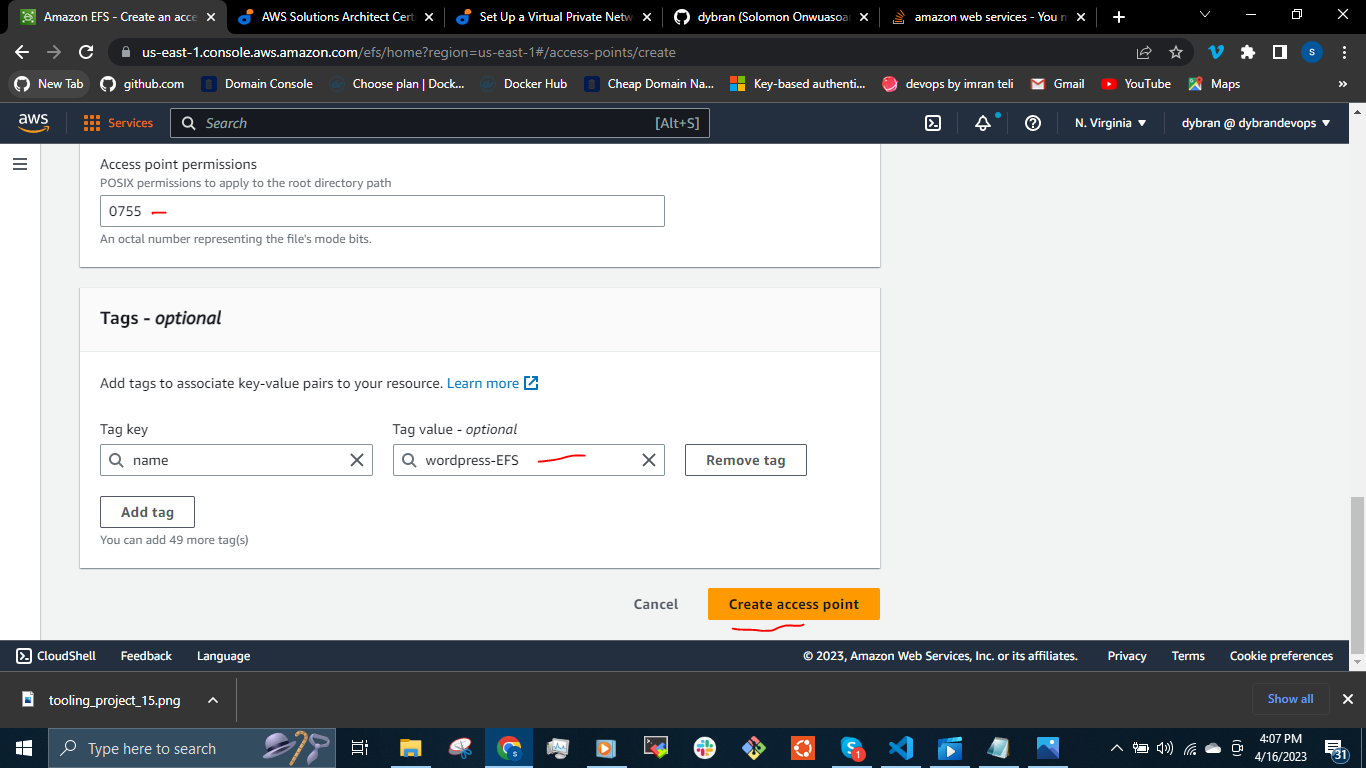 Amazon EFS - Create an acce
AWS Solutions Architect Cert
Set Up a Virtual Private Netw
dybran (Solomon Onwuasoa
amazon web services - You n
us-east-1.console.aws.amazon.com/efs/home?region=us-east-1#/access-points/create
S
New Tab
github.com
Domain Console
Choose plan | Dock...
Docker Hub
Cheap Domain Na...
Key-based authenti...
devops by imran teli
Gmail
YouTube
Maps
»
aws
Services
Search
[Alt+S]
N. Virginia
dybran @ dybrandevops
Access point permissions
POSIX permissions to apply to the root directory path
0755
An octal number representing the file's mode bits.
Tags - optional
Add tags to associate key-value pairs to your resource. Learn more
Tag key
Tag value - optional
name
wordpress-EFS
Remove tag
Add tag
You can add 49 more tag(s)
Cancel
Create access point
CloudShell
Feedback
Language
© 2023, Amazon Web Services, Inc. or its affiliates.
Privacy
Terms
Cookie preferences
tooling_project_15.png
Show all
Type here to search
S
1
4:07 PM
4/16/2023
31